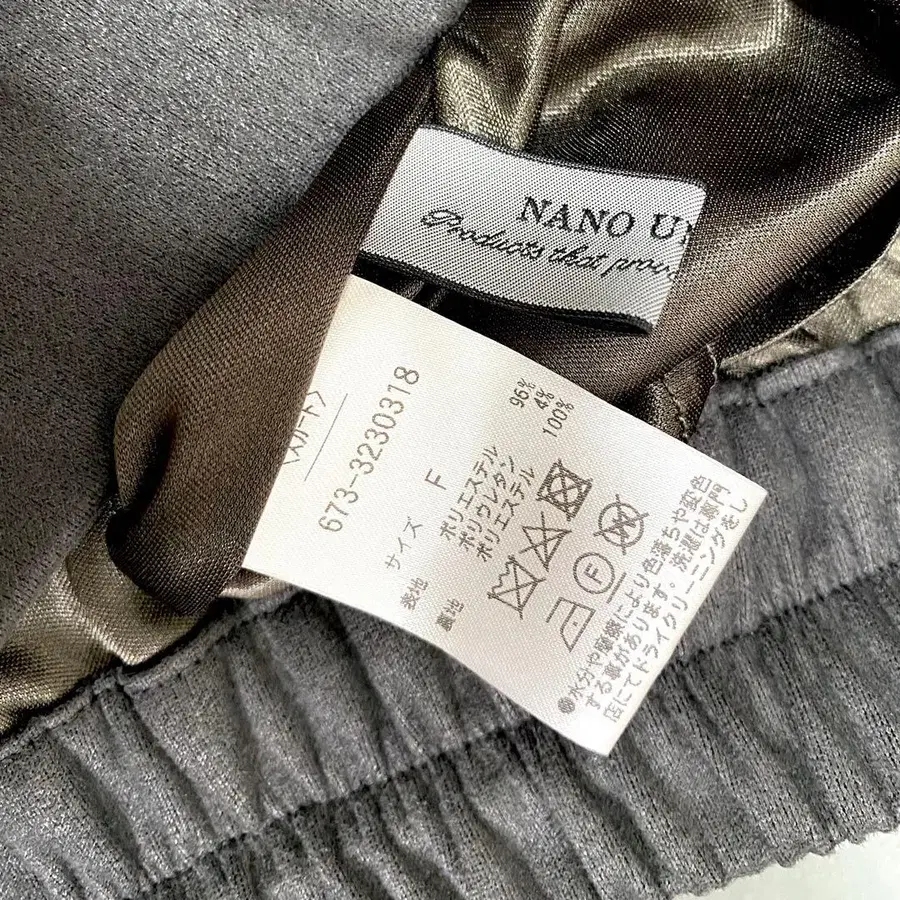 NANO U
Products that prov
<スカート>
673-3230318
サイズ F
表地 ポリエステル 96%
ポリウレタン 4%
裏地 ポリエステル 100%
F
●水分や摩擦により色落ちや変色
する事があります。洗濯は専門
店にてドライクリーニングをし